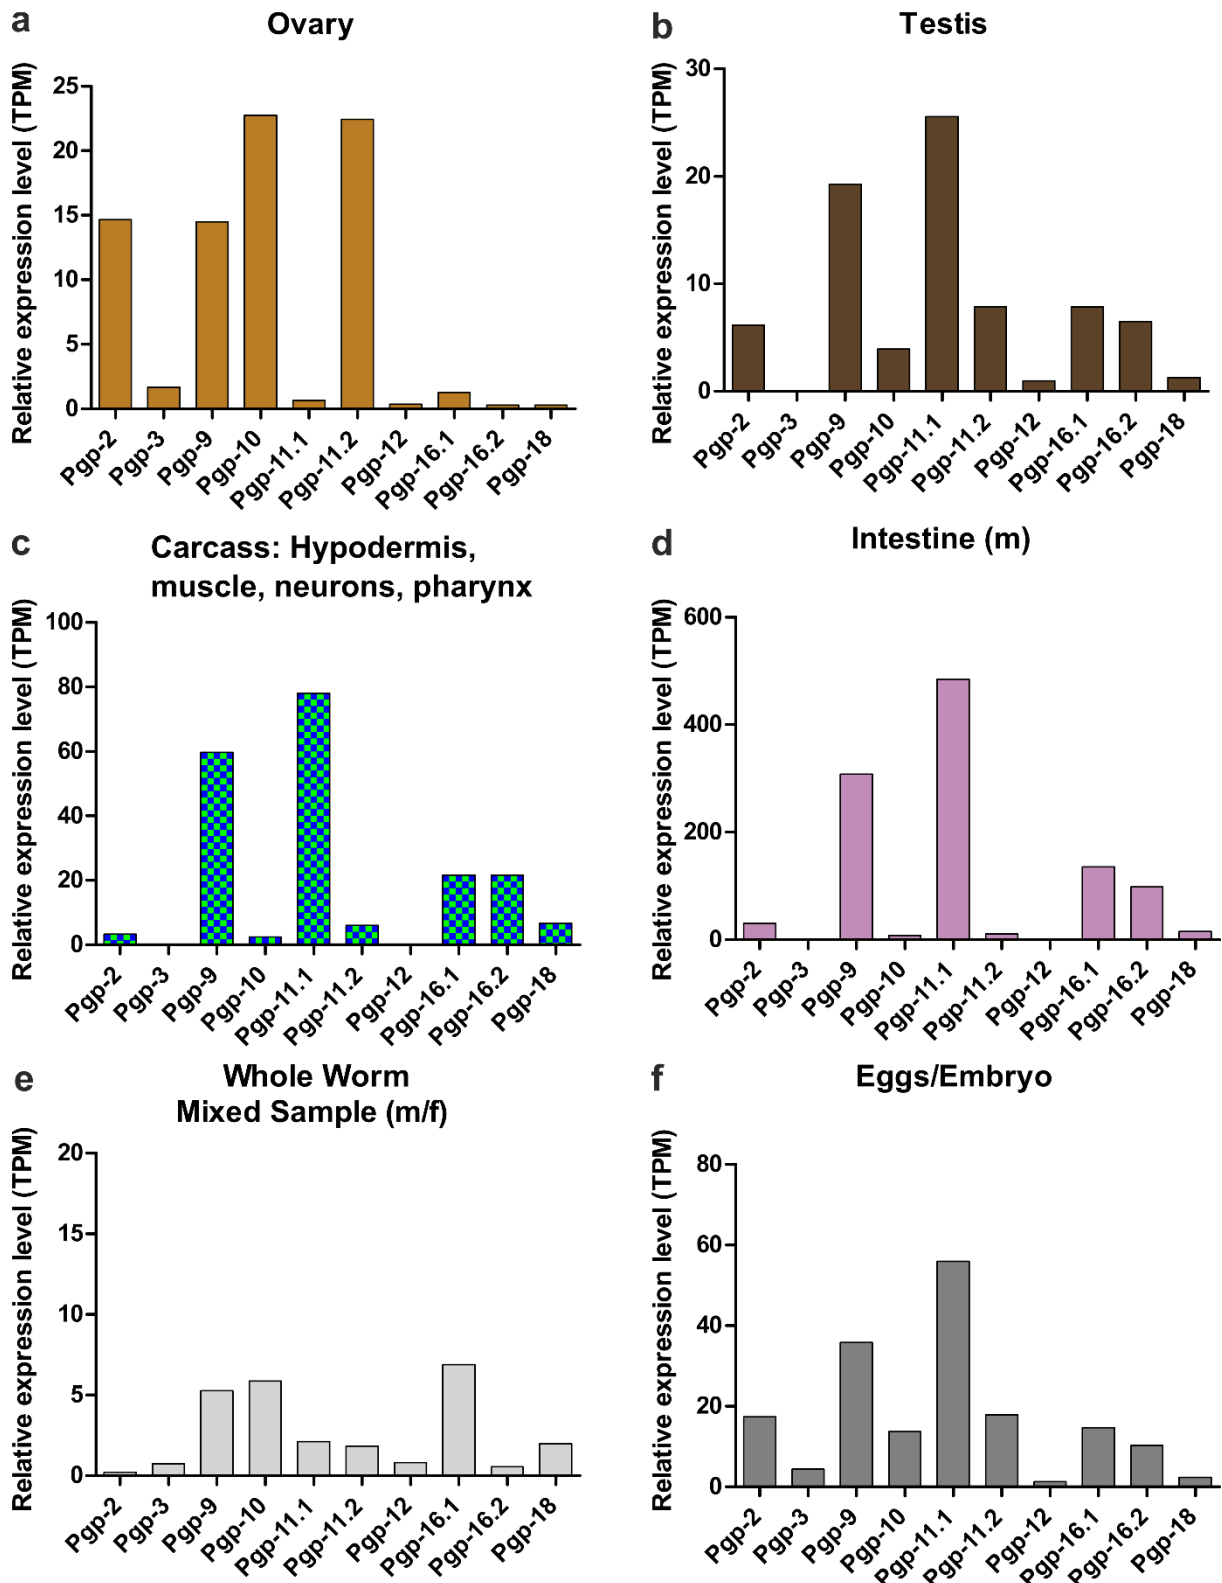 a
Ovary
Relative expression level (TPM)
25
20
15
10
5
0
Pgp-2
Pgp-3
Pgp-9
Pgp-10
Pgp-11.1
Pgp-11.2
Pgp-12
Pgp-16.1
Pgp-16.2
Pgp-18
b
Testis
Relative expression level (TPM)
30
20
10
0
Pgp-2
Pgp-3
Pgp-9
Pgp-10
Pgp-11.1
Pgp-11.2
Pgp-12
Pgp-16.1
Pgp-16.2
Pgp-18
c
Carcass: Hypodermis,
muscle, neurons, pharynx
Relative expression level (TPM)
100
80
60
40
20
0
Pgp-2
Pgp-3
Pgp-9
Pgp-10
Pgp-11.1
Pgp-11.2
Pgp-12
Pgp-16.1
Pgp-16.2
Pgp-18
d
Intestine (m)
Relative expression level (TPM)
600
400
200
0
Pgp-2
Pgp-3
Pgp-9
Pgp-10
Pgp-11.1
Pgp-11.2
Pgp-12
Pgp-16.1
Pgp-16.2
Pgp-18
e
Whole Worm
Mixed Sample (m/f)
Relative expression level (TPM)
20
15
10
5
0
Pgp-2
Pgp-3
Pgp-9
Pgp-10
Pgp-11.1
Pgp-11.2
Pgp-12
Pgp-16.1
Pgp-16.2
Pgp-18
f
Eggs/Embryo
Relative expression level (TPM)
80
60
40
20
0
Pgp-2
Pgp-3
Pgp-9
Pgp-10
Pgp-11.1
Pgp-11.2
Pgp-12
Pgp-16.1
Pgp-16.2
Pgp-18